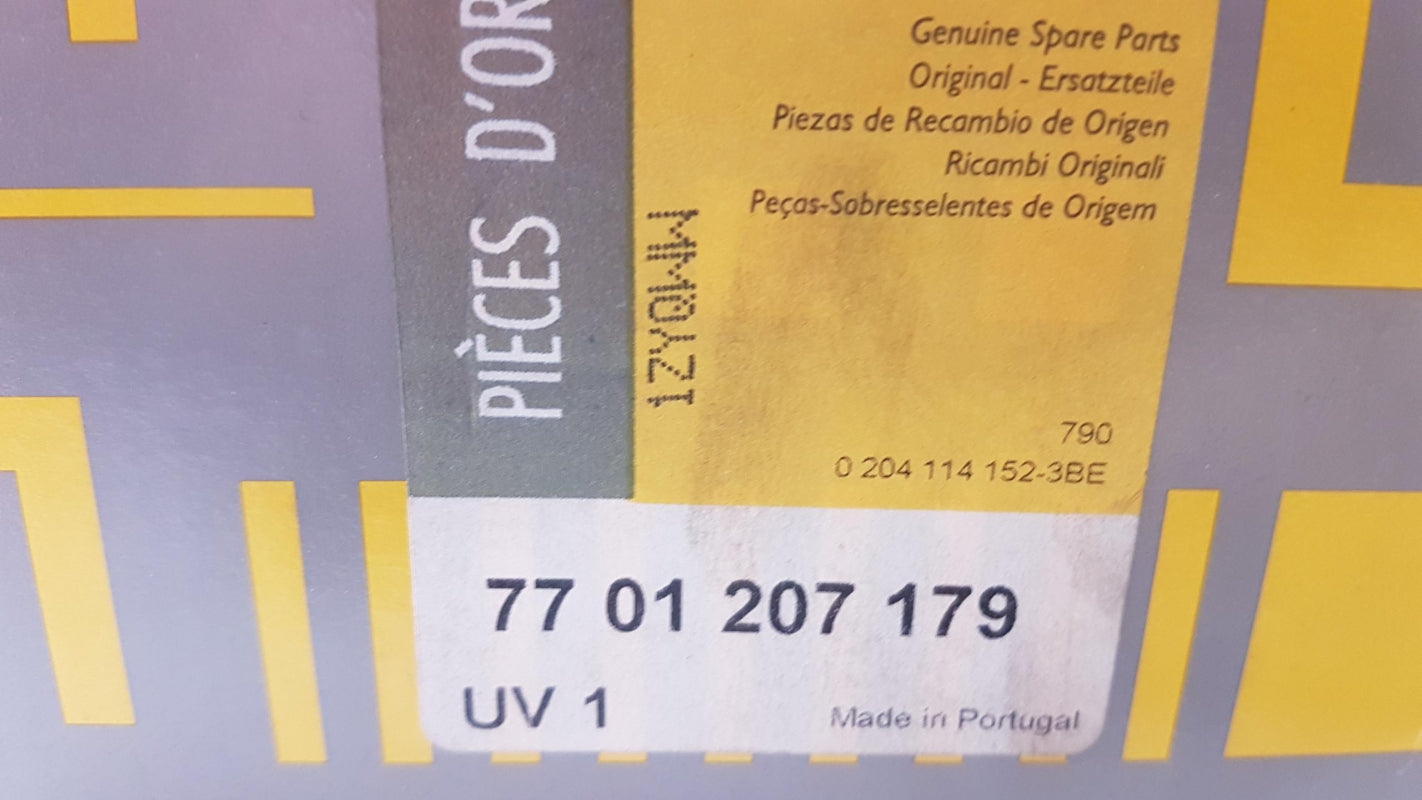 PIÈCES D'OR
Genuine Spare Parts
Original - Ersatzteile
Piezas de Recambio de Origen
Ricambi Originali
Peças-Sobresselentes de Origem
1ZYQWW
790
0 204 114 152-3BE
77 01 207 179
UV 1
Made in Portugal